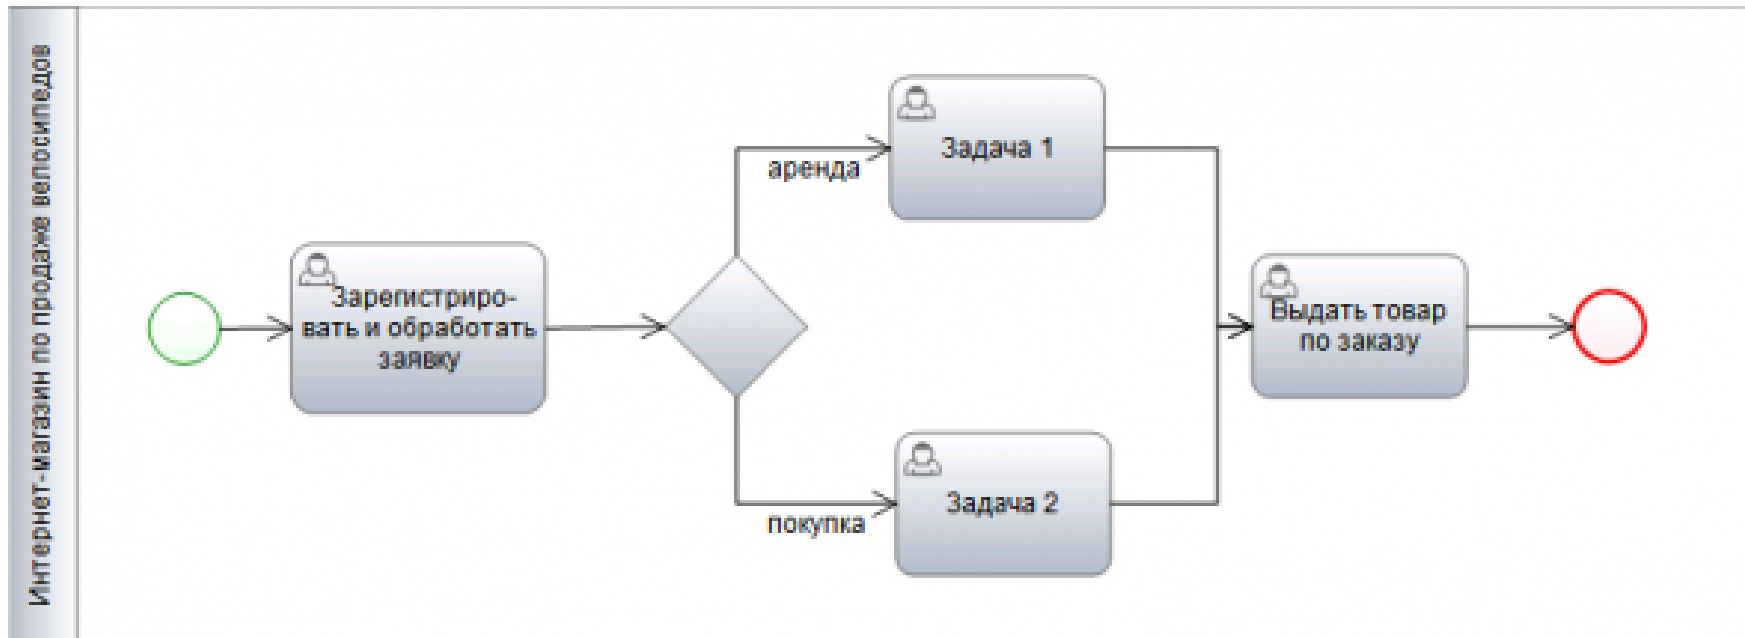 Интернет-магазин по продаже велосипедов
Зарегистриро-
вать и обработать
заявку
аренда
Задача 1
покупка
Задача 2
Выдать товар
по заказу